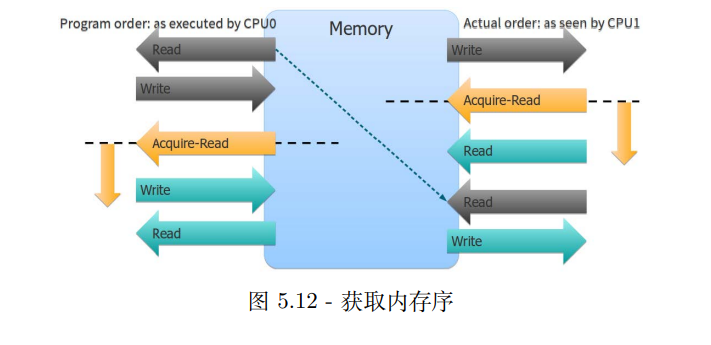 Program order: as executed by CPU0
Memory
Actual order: as seen by CPU1
Read
Write
Acquire-Read
Write
Read
Write
Acquire-Read
Read
Read
Write
图 5.12 - 获取内存序